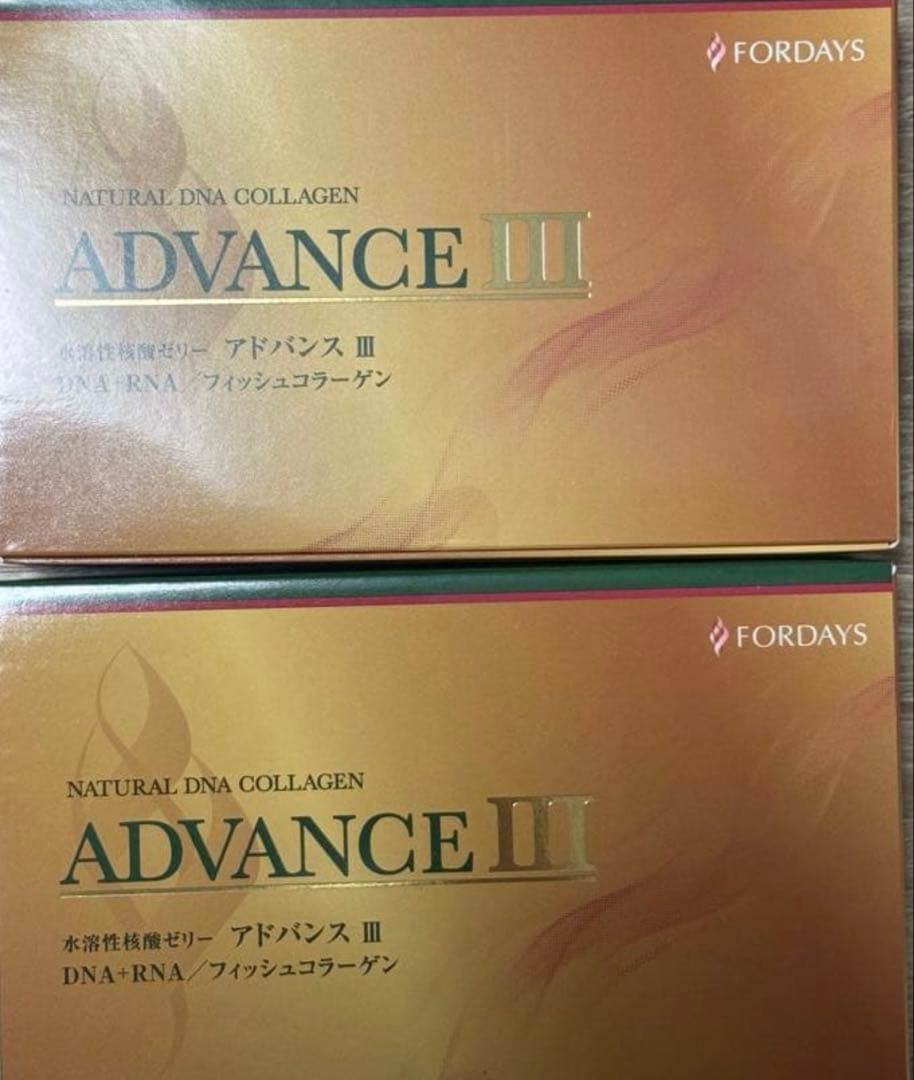 FORDAYS
NATURAL DNA COLLAGEN
ADVANCE III
水溶性核酸ゼリー アドバンス Ⅲ
DNA+RNA/フィッシュコラーゲン
FORDAYS
NATURAL DNA COLLAGEN
ADVANCE III
水溶性核酸ゼリー アドバンス Ⅲ
DNA+RNA/フィッシュコラーゲン